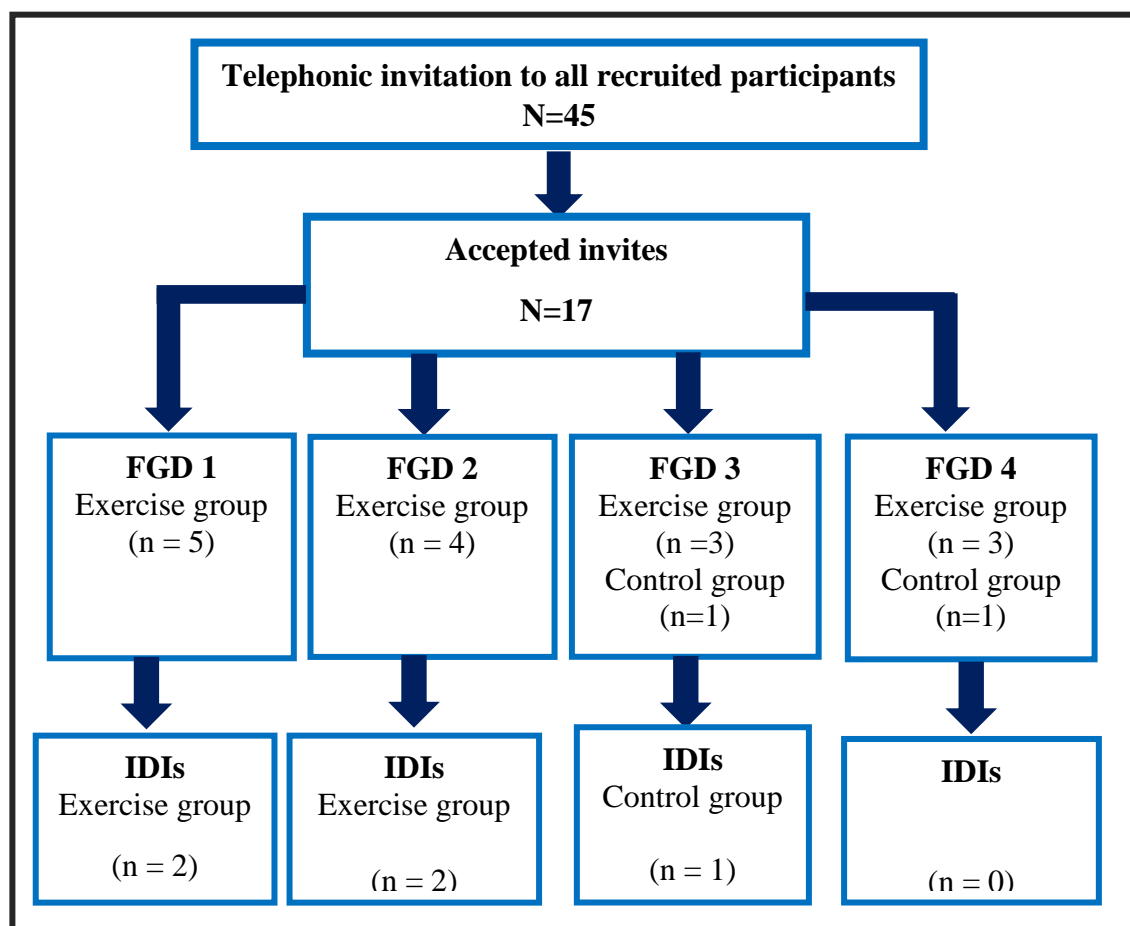 Telephonic invitation to all recruited participants
N=45
Accepted invites
N=17
FGD 1
Exercise group
(n = 5)
FGD 2
Exercise group
(n = 4)
FGD 3
Exercise group
(n =3)
Control group
(n=1)
FGD 4
Exercise group
(n = 3)
Control group
(n=1)
IDIs
Exercise group
(n = 2)
IDIs
Exercise group
(n = 2)
IDIs
Control group
(n = 1)
IDIs
(n = 0)